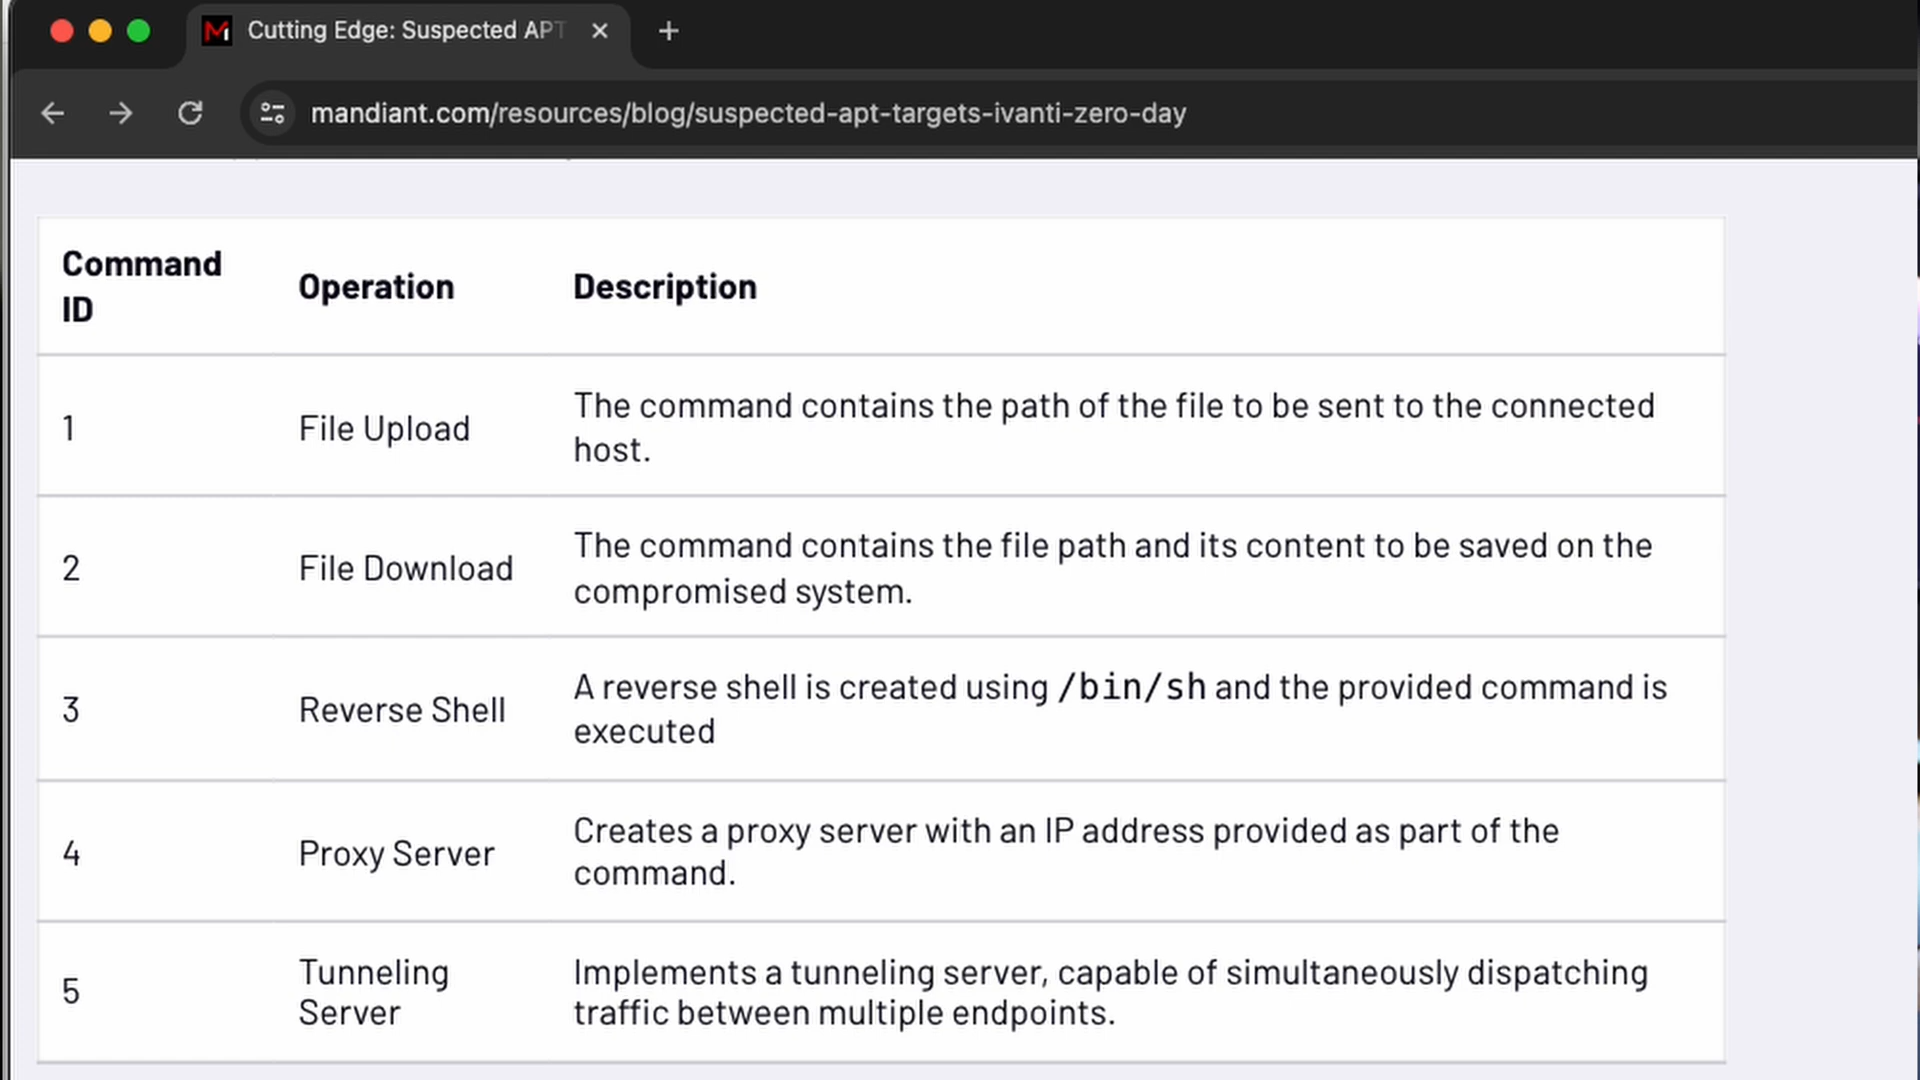 Cutting Edge: Suspected APT
mandiant.com/resources/blog/suspected-apt-targets-ivanti-zero-day
Command
ID
Operation
Description
1
File Upload
The command contains the path of the file to be sent to the connected
host.
2
File Download
The command contains the file path and its content to be saved on the
compromised system.
3
Reverse Shell
A reverse shell is created using /bin/sh and the provided command is
executed
4
Proxy Server
Creates a proxy server with an IP address provided as part of the
command.
5
Tunneling
Server
Implements a tunneling server, capable of simultaneously dispatching
traffic between multiple endpoints.